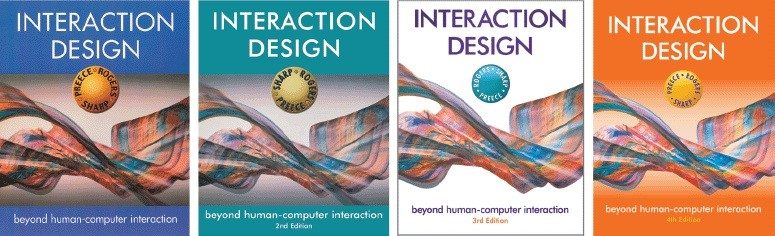 INTERACTION
DESIGN
PREECE • ROGERS
SHARP
beyond human-computer interaction
INTERACTION
DESIGN
SHARP • ROGERS
PREECE
beyond human-computer interaction
2nd Edition
INTERACTION
DESIGN
ROGERS • SHARP
PREECE
beyond human-computer interaction
3rd Edition
INTERACTION
DESIGN
PREECE • ROGERS
SHARP
beyond human-computer interaction
4th Edition